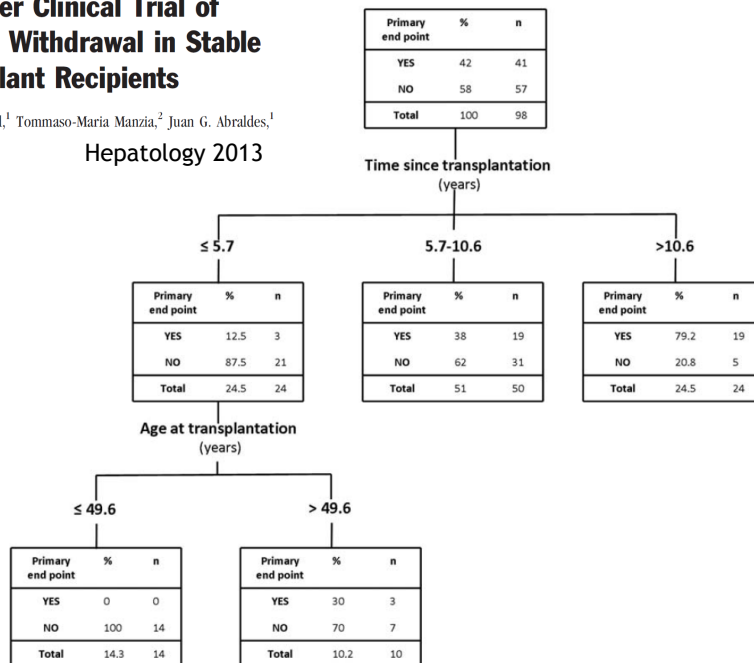 er Clinical Trial of
Withdrawal in Stable
lant Recipients
l,¹ Tommaso-Maria Manzia,² Juan G. Abraldes,¹
Hepatology 2013
Primary end point % n
YES 42 41
NO 58 57
Total 100 98
Time since transplantation
(years)
≤ 5.7 5.7-10.6 >10.6
Primary end point % n
YES 12.5 3
NO 87.5 21
Total 24.5 24
Primary end point % n
YES 38 19
NO 62 31
Total 51 50
Primary end point % n
YES 79.2 19
NO 20.8 5
Total 24.5 24
Age at transplantation
(years)
≤ 49.6 > 49.6
Primary end point % n
YES 0 0
NO 100 14
Total 14.3 14
Primary end point % n
YES 30 3
NO 70 7
Total 10.2 10